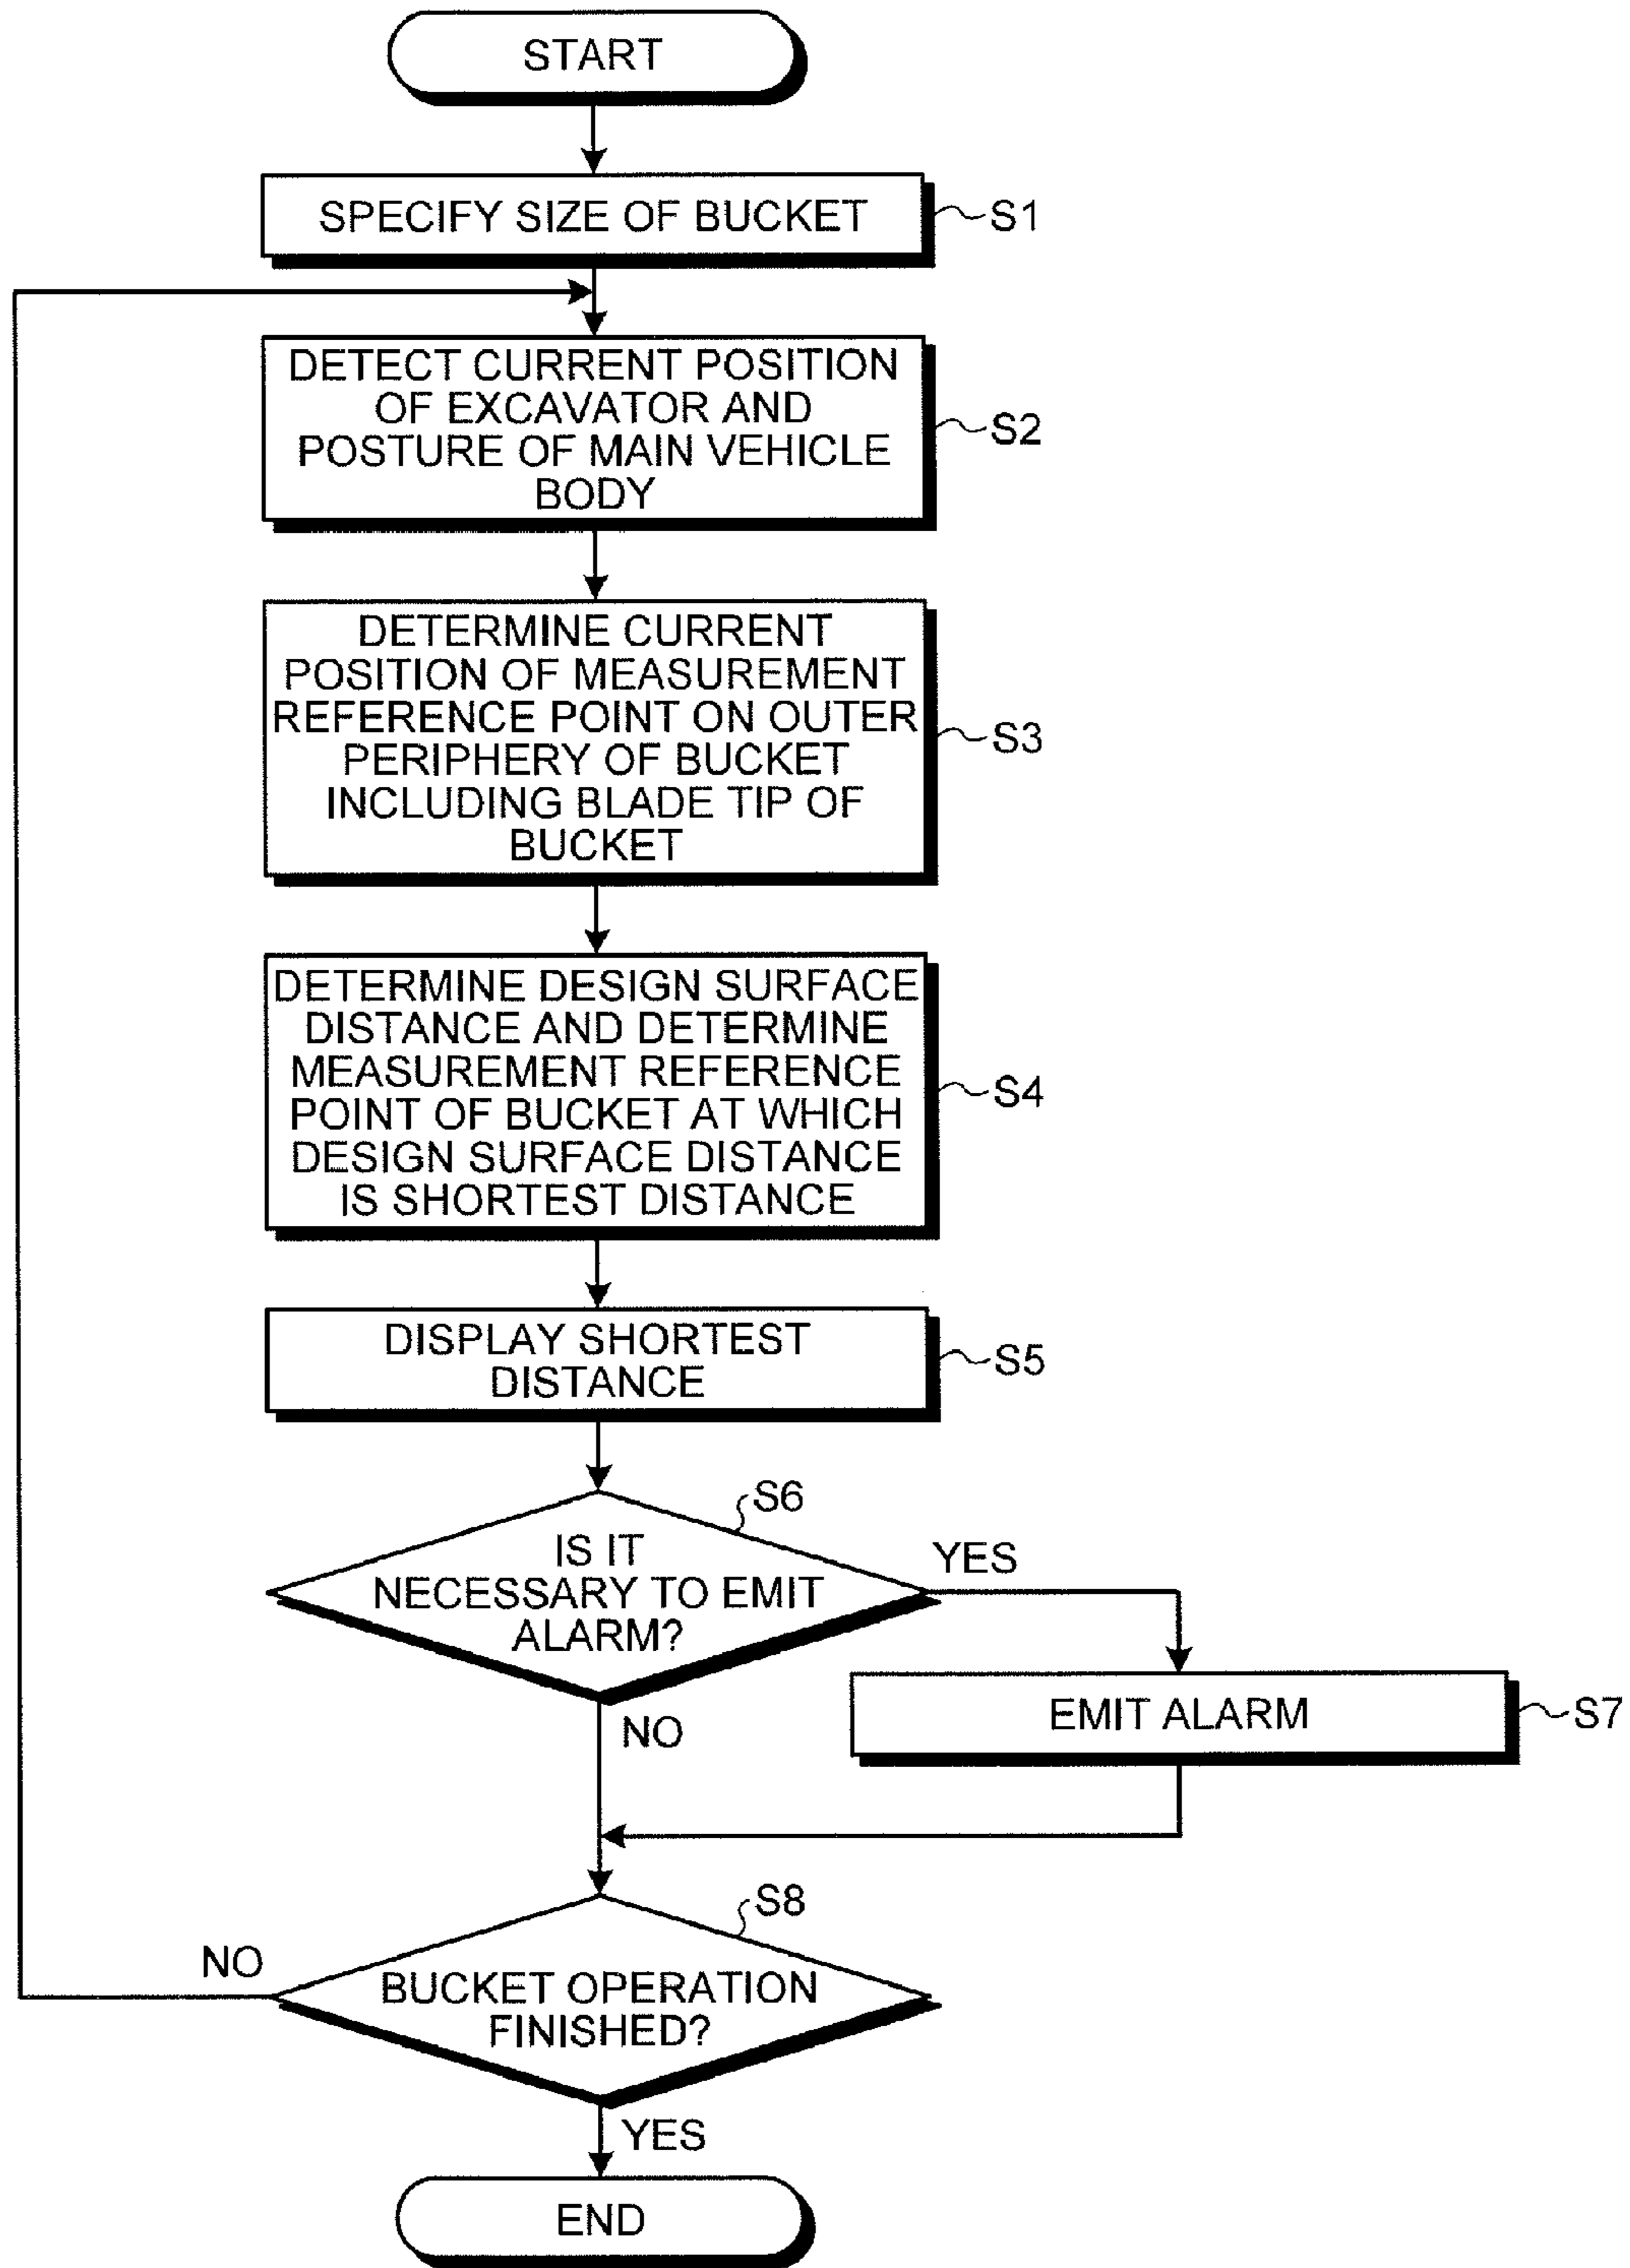 START
SPECIFY SIZE OF BUCKET
S1
DETECT CURRENT POSITION
OF EXCAVATOR AND
POSTURE OF MAIN VEHICLE
BODY
S2
DETERMINE CURRENT
POSITION OF MEASUREMENT
REFERENCE POINT ON OUTER
PERIPHERY OF BUCKET
INCLUDING BLADE TIP OF
BUCKET
S3
DETERMINE DESIGN SURFACE
DISTANCE AND DETERMINE
MEASUREMENT REFERENCE
POINT OF BUCKET AT WHICH
DESIGN SURFACE DISTANCE
IS SHORTEST DISTANCE
S4
DISPLAY SHORTEST
DISTANCE
S5
S6
IS IT
NECESSARY TO EMIT
ALARM?
YES
NO
EMIT ALARM
S7
S8
NO
BUCKET OPERATION
FINISHED?
YES
END